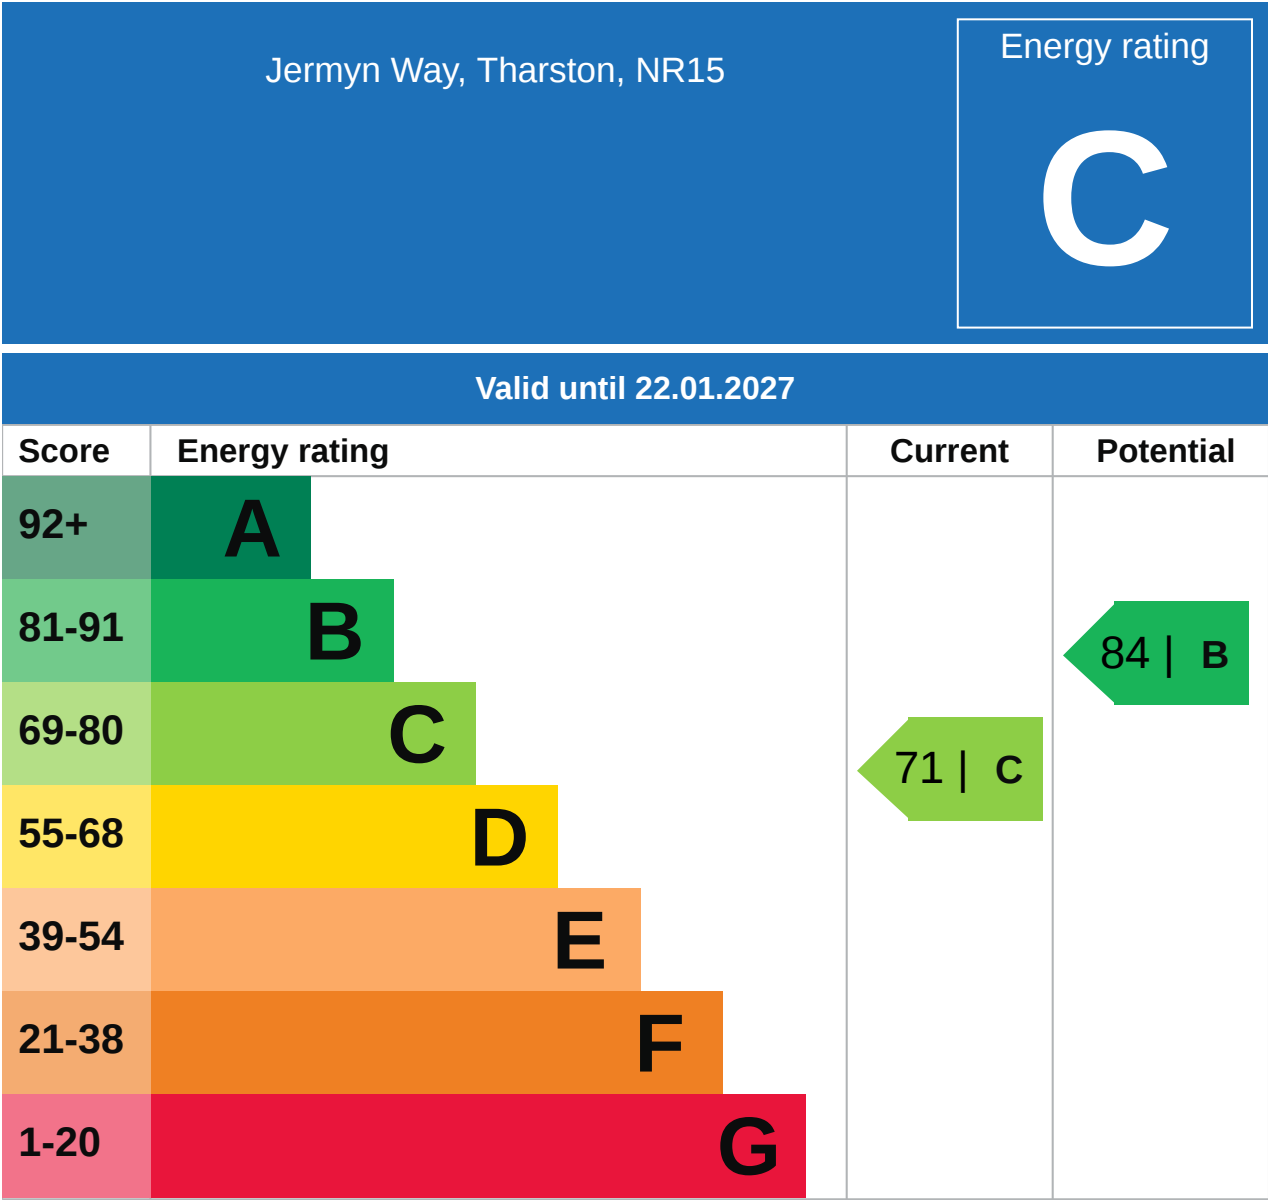 Jermyn Way, Tharston, NR15
Energy rating
C
Valid until 22.01.2027
Score Energy rating Current Potential
92+ A
81-91 B
84 | B
69-80 C
71 | C
55-68 D
39-54 E
21-38 F
1-20 G